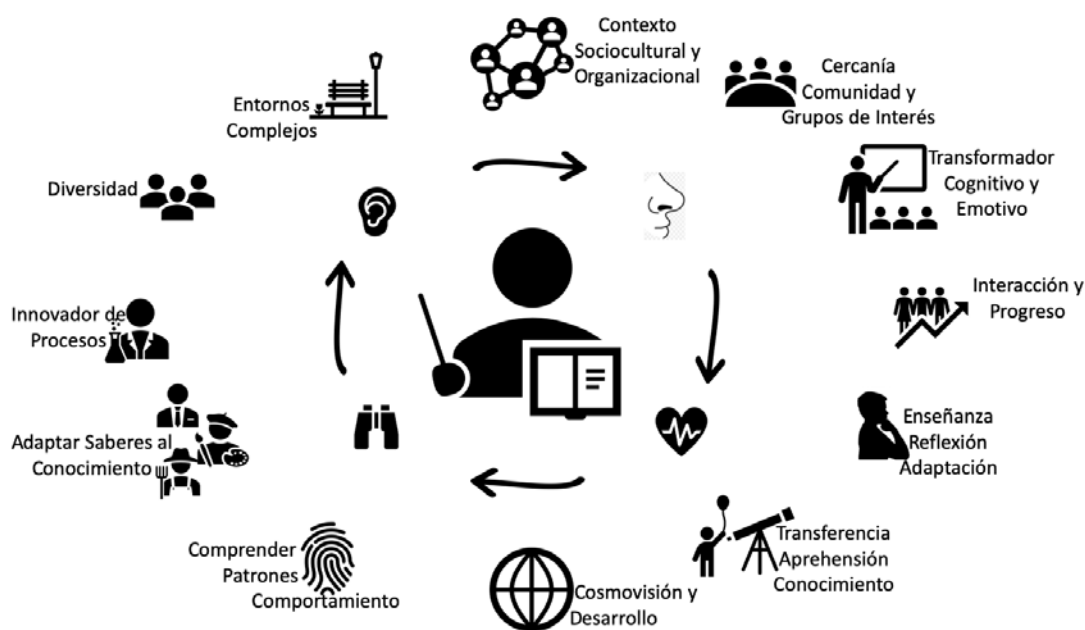 Contexto
Sociocultural y
Organizacional
Cercanía
Comunidad y
Grupos de Interés
Transformador
Cognitivo y
Emotivo
Interacción y
Progreso
Enseñanza
Reflexión
Adaptación
Transferencia
Aprehensión
Conocimiento
Cosmovisión y
Desarrollo
Comprender
Patrones
Comportamiento
Adaptar Saberes al
Conocimiento
Innovador de
Procesos
Diversidad
Entornos
Complejos